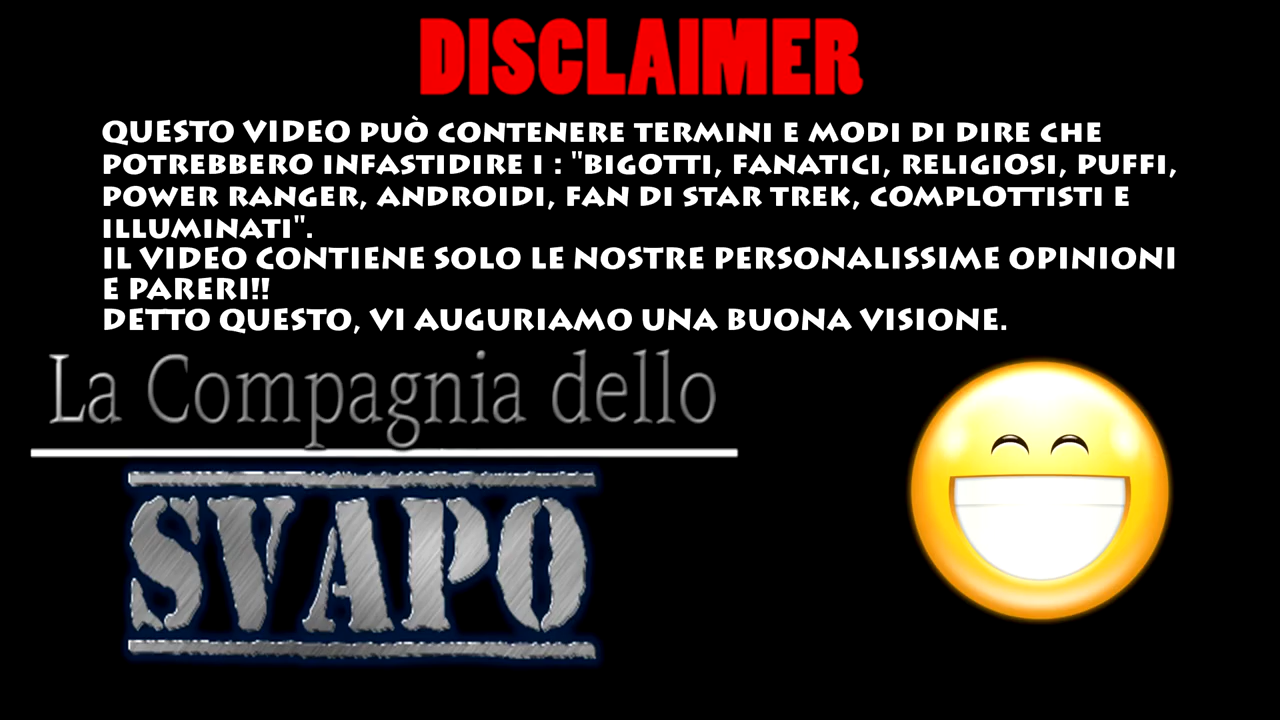 DISCLAIMER
QUESTO VIDEO PUÒ CONTENERE TERMINI E MODI DI DIRE CHE
POTREBBERO INFASTIDIRE I : "BIGOTTI, FANATICI, RELIGIOSI, PUFFI,
POWER RANGER, ANDROIDI, FAN DI STAR TREK, COMPLOTTISTI E
ILLUMINATI".
IL VIDEO CONTIENE SOLO LE NOSTRE PERSONALISSIME OPINIONI
E PARERI!!
DETTO QUESTO, VI AUGURIAMO UNA BUONA VISIONE.
La Compagnia dello
SVAPO